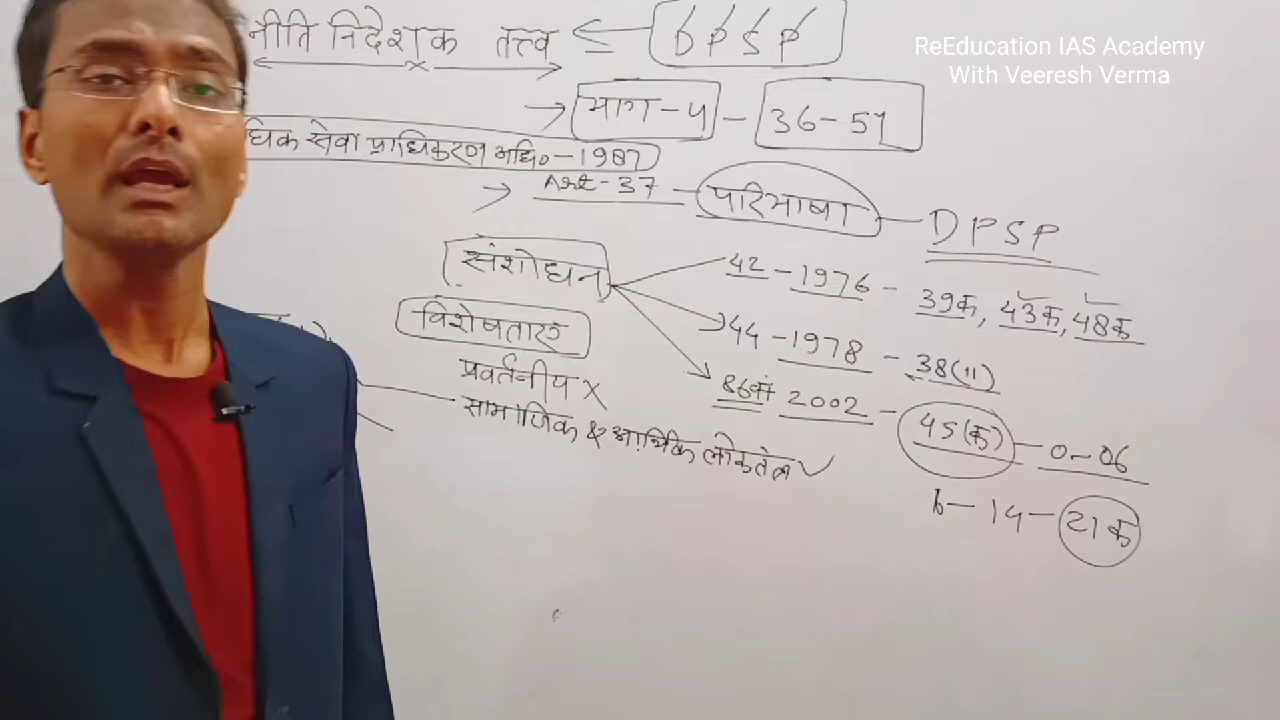 नीति निदेशक तत्त्व DPSP
ReEducation IAS Academy
With Veeresh Verma
भाग-4 - 36-51
धिक सेवा प्राधिकरण अधि०-1987
Art-37 - परिभाषा - DPSP
संशोधन
42 - 1976 - 39क, 43क, 48क
44 - 1978 - 38(11)
86वां 2002 - 45(क) - 0-06
6-14 - 21क
विशेषताएं
प्रवर्तनीय X
सामाजिक & आर्थिक लोकतंत्र ✓